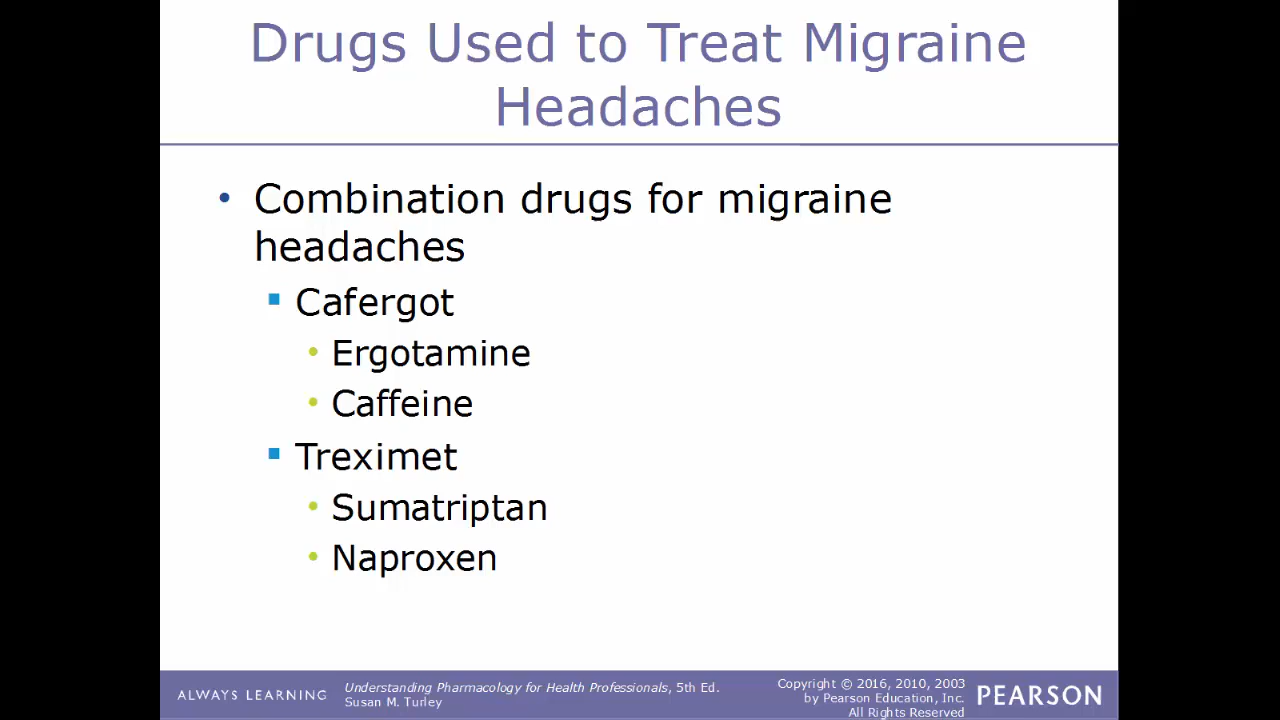 Drugs Used to Treat Migraine
Headaches
• Combination drugs for migraine
headaches
▪ Cafergot
• Ergotamine
• Caffeine
▪ Treximet
• Sumatriptan
• Naproxen
ALWAYS LEARNING
Understanding Pharmacology for Health Professionals, 5th Ed.
Susan M. Turley
Copyright © 2016, 2010, 2003
by Pearson Education, Inc.
All Rights Reserved
PEARSON